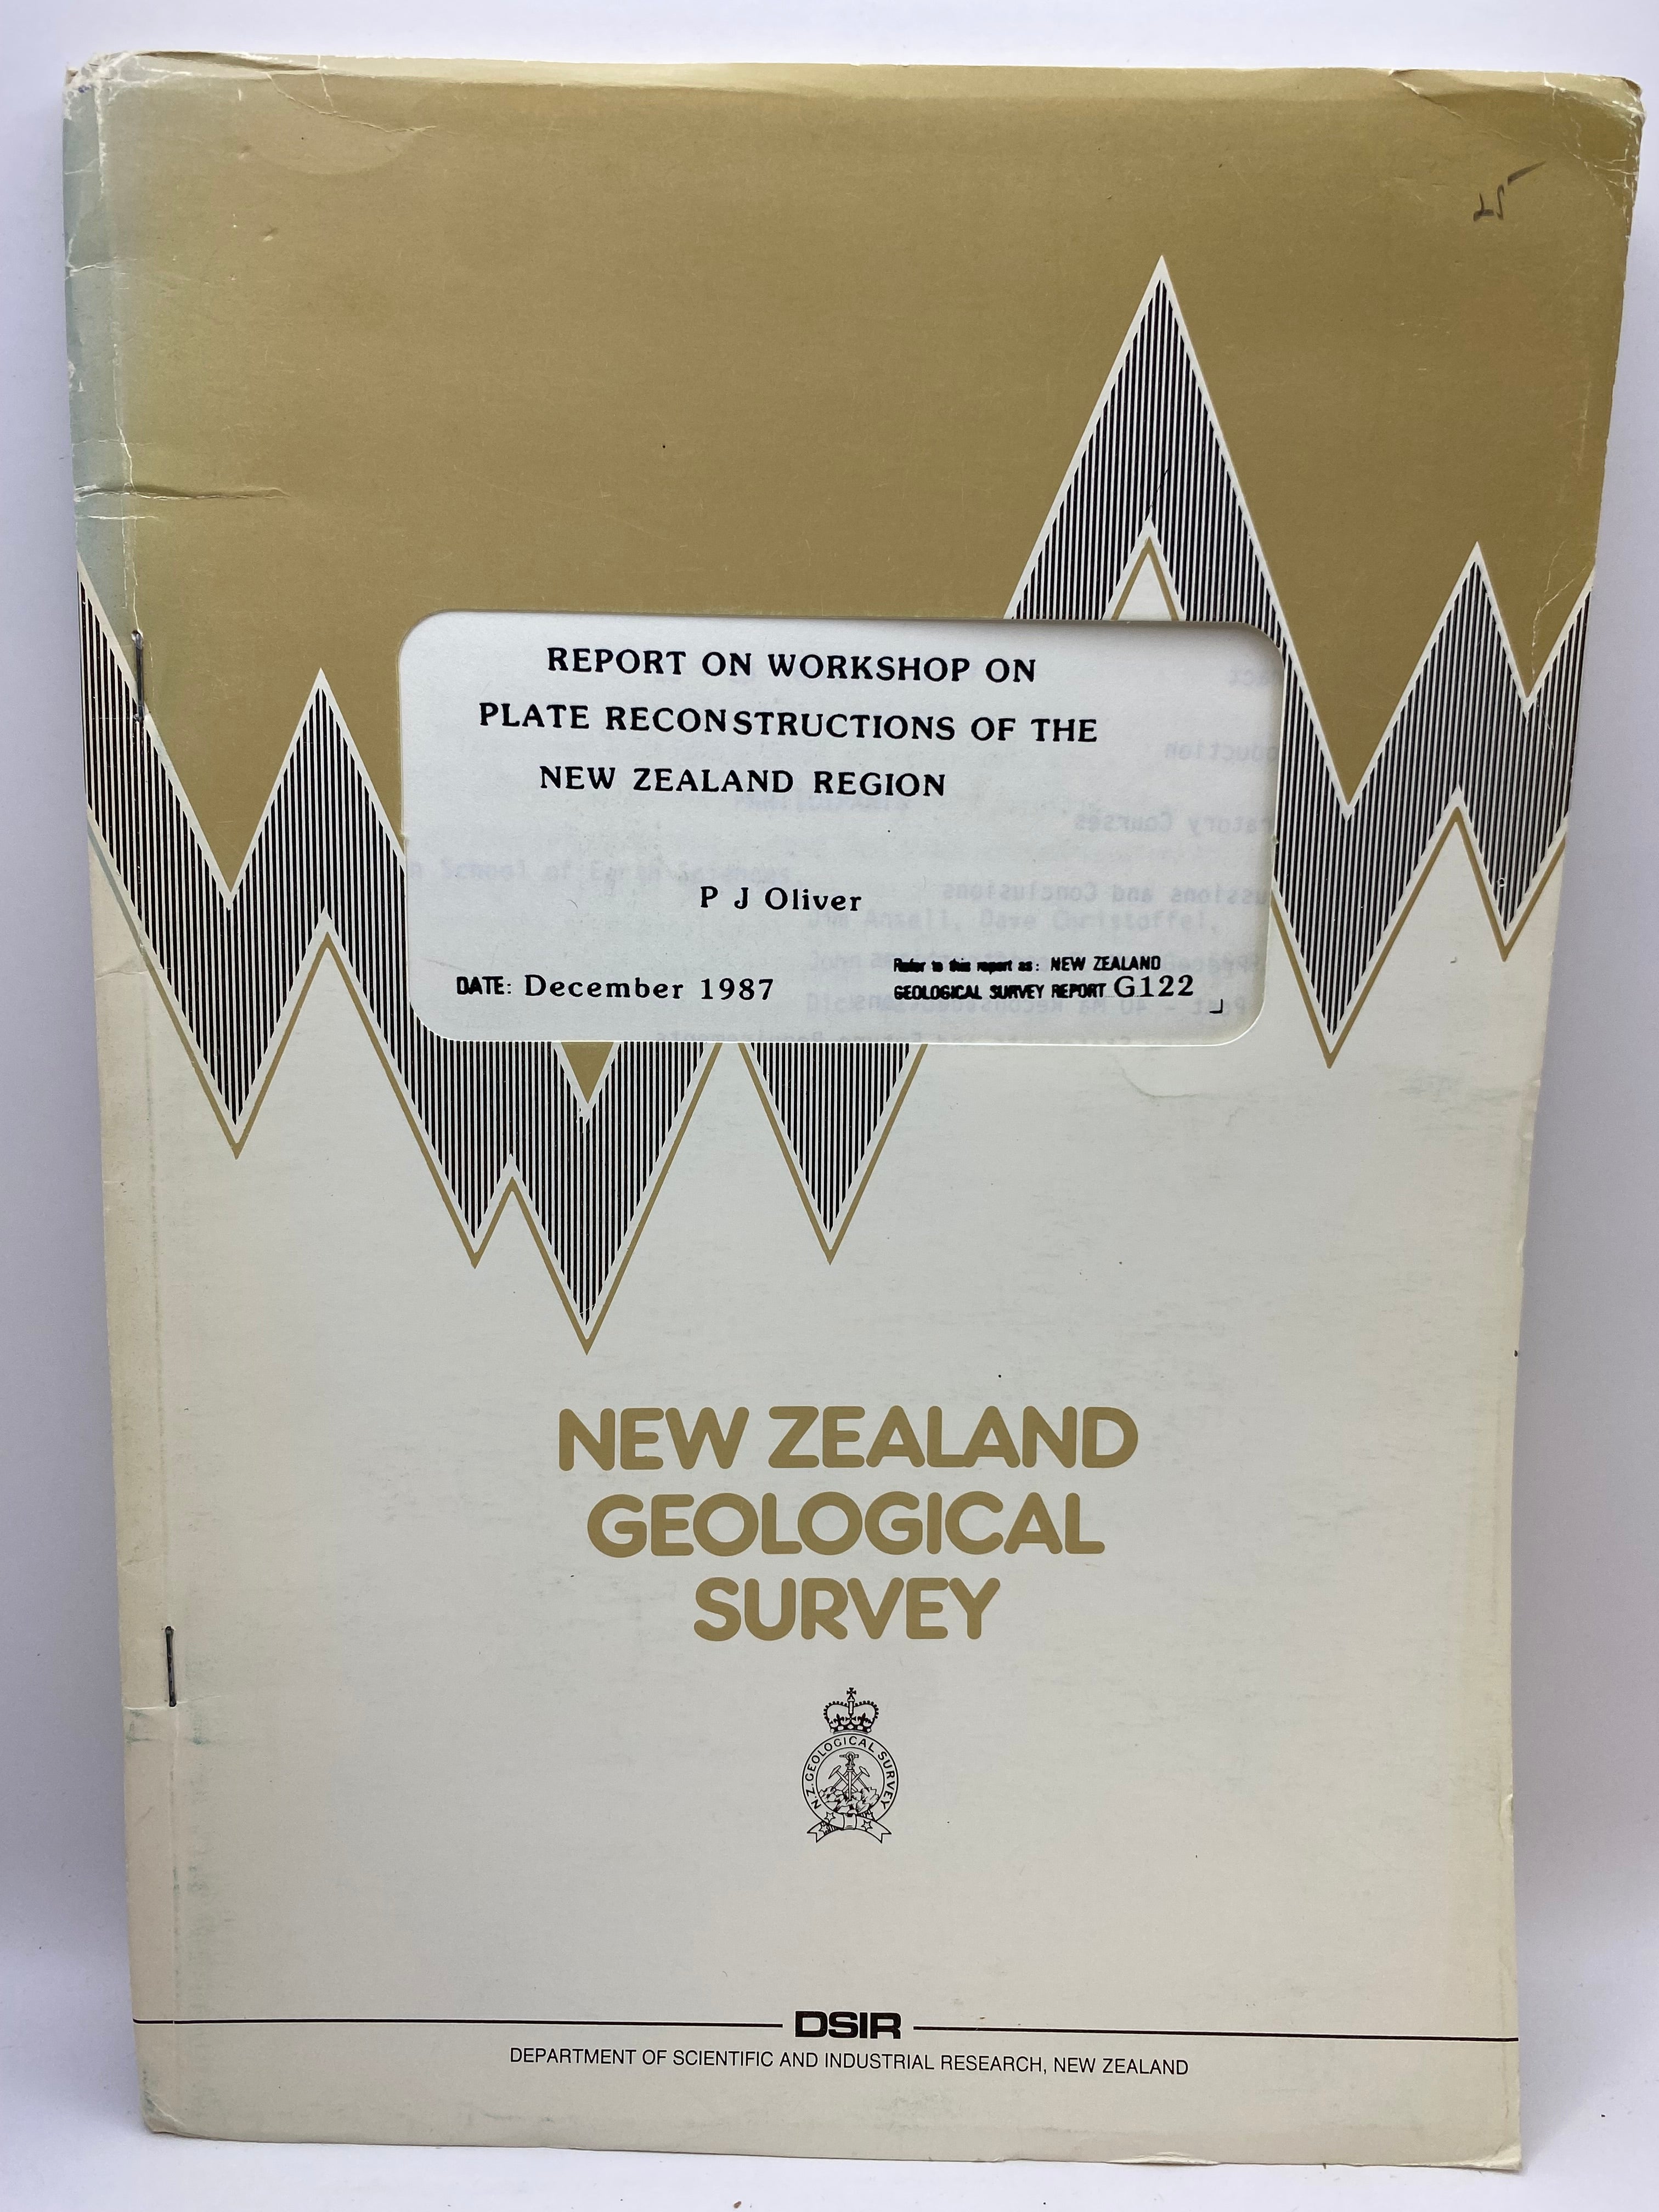 REPORT ON WORKSHOP ON
PLATE RECONSTRUCTIONS OF THE
NEW ZEALAND REGION
P J Oliver
DATE: December 1987
Refer to this report as: NEW ZEALAND
GEOLOGICAL SURVEY REPORT G122
NEW ZEALAND
GEOLOGICAL
SURVEY
N.Z. GEOLOGICAL SURVEY
DSIR
DEPARTMENT OF SCIENTIFIC AND INDUSTRIAL RESEARCH, NEW ZEALAND